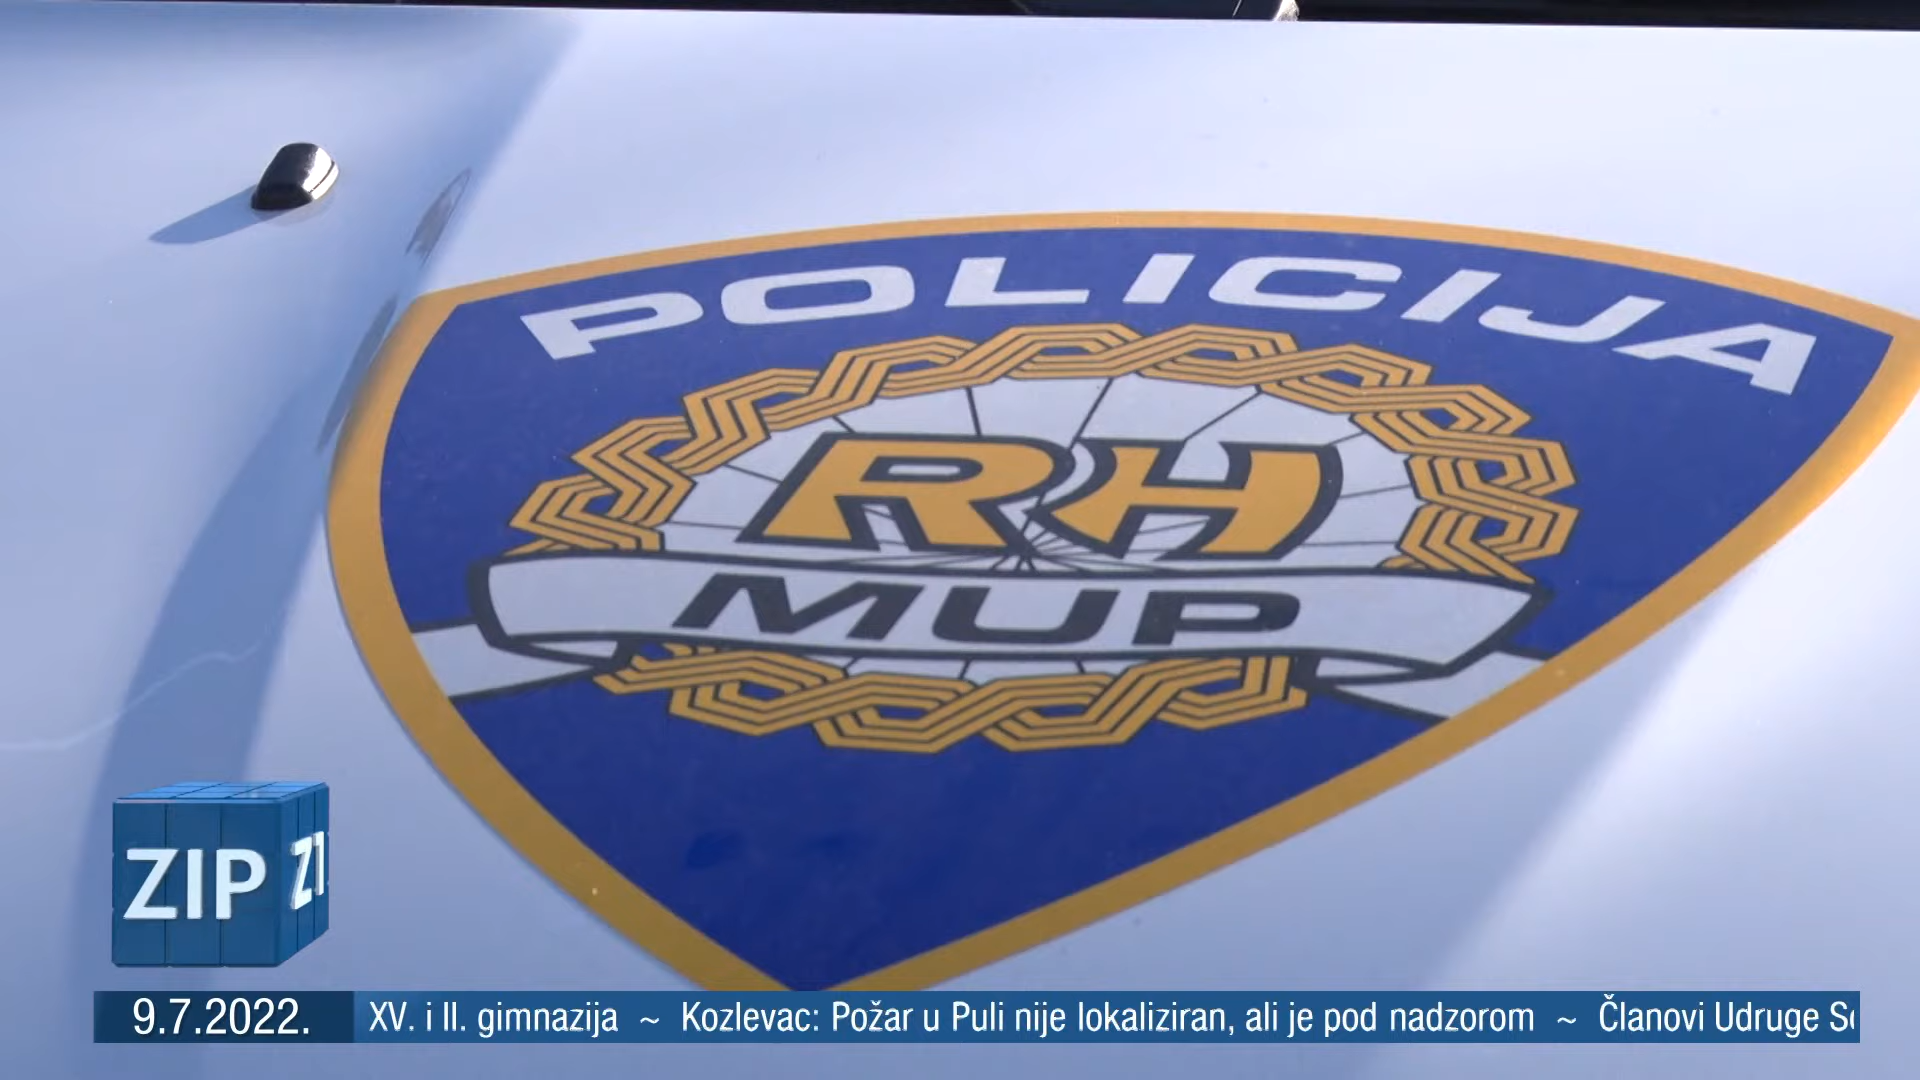 POLICIJA
RH
MUP
ZIP
9.7.2022.
XV. i II. gimnazija ~ Kozlevac: Požar u Puli nije lokaliziran, ali je pod nadzorom ~ Članovi Udruge